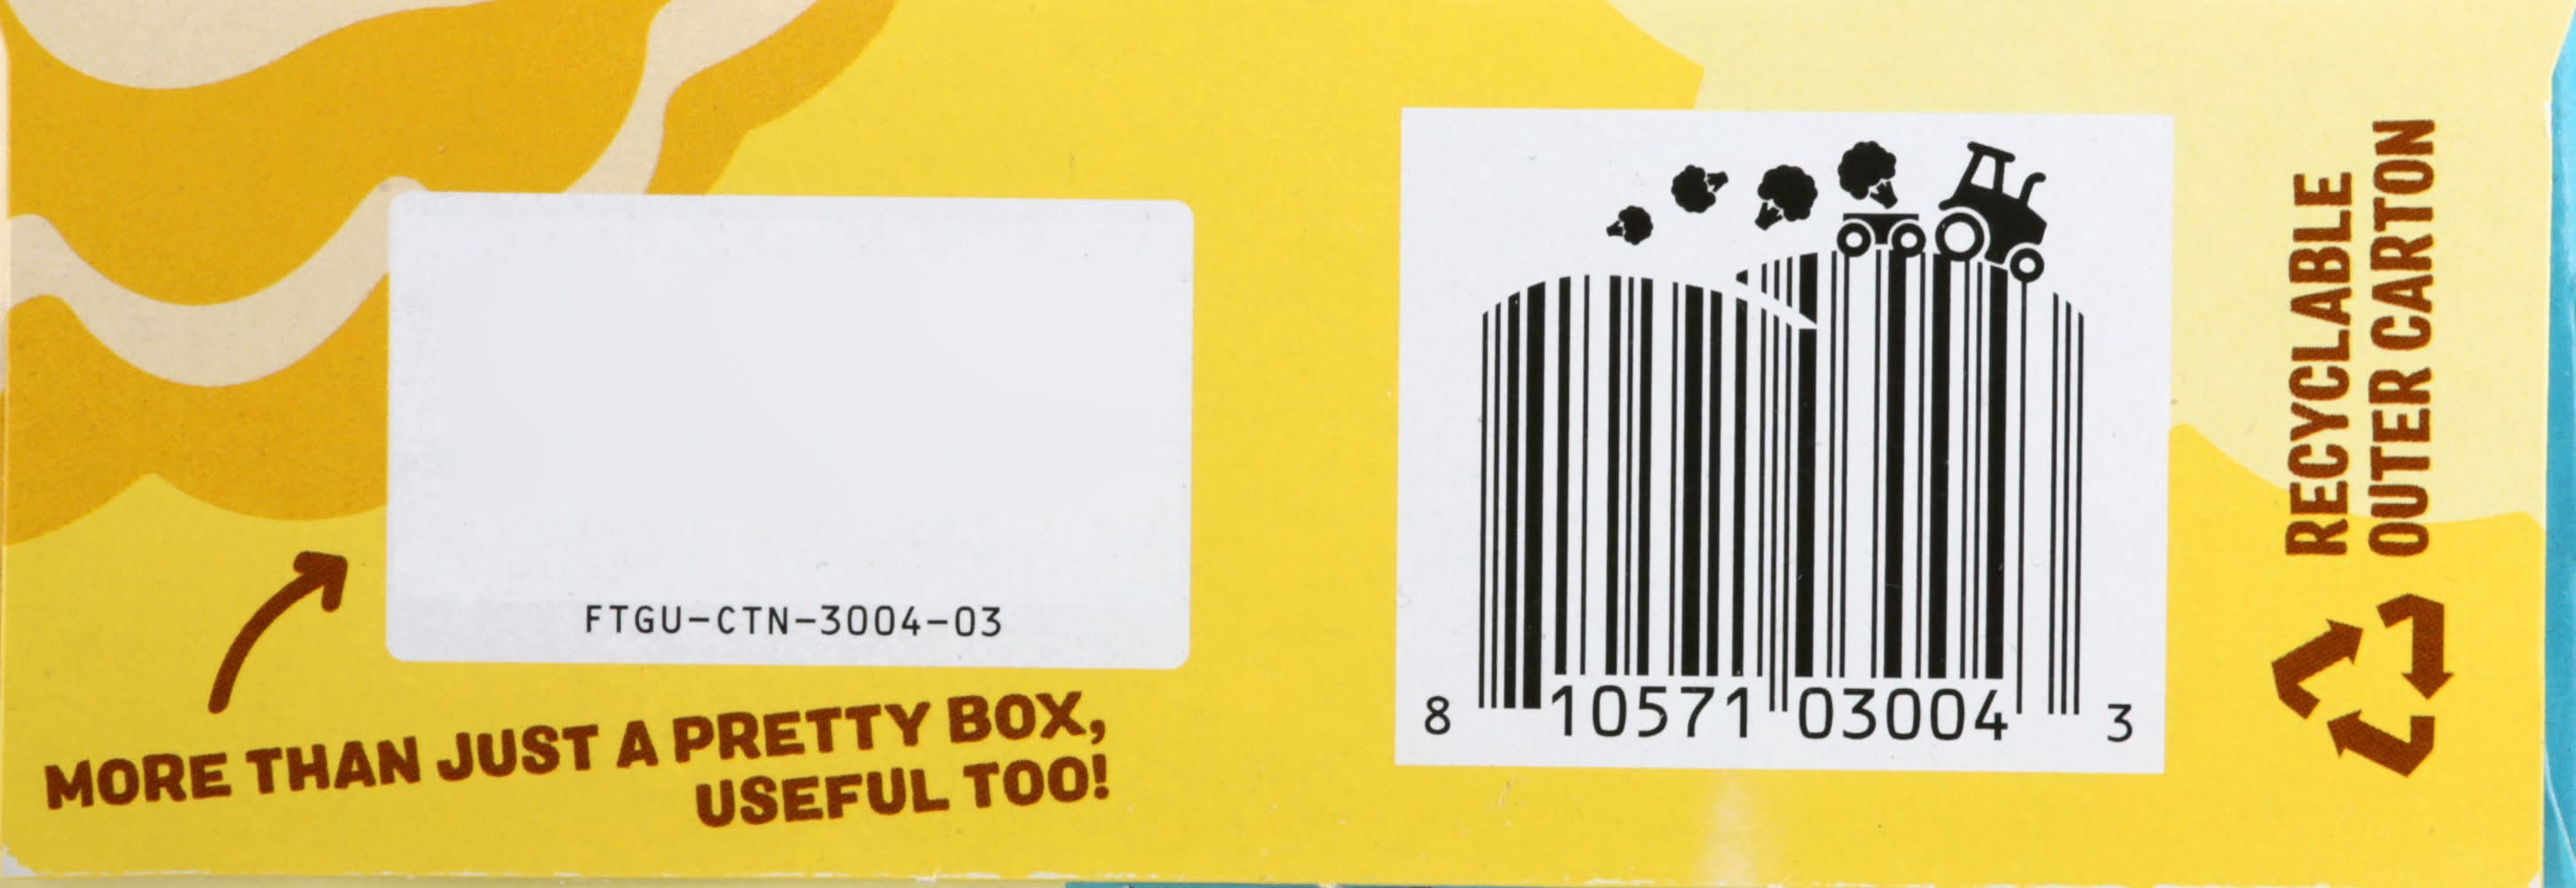 FTGU-CTN-3004-03
MORE THAN JUST A PRETTY BOX,
USEFUL TOO!
8 10571 03004 3
RECYCLABLE
OUTER CARTON